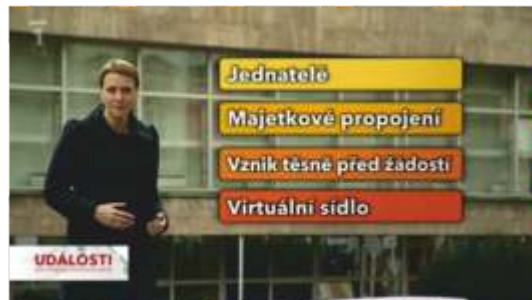 Jednatelé
Majetkové propojení
Vznik těsně před žádostí
Virtuální sídlo
UDÁLOSTI